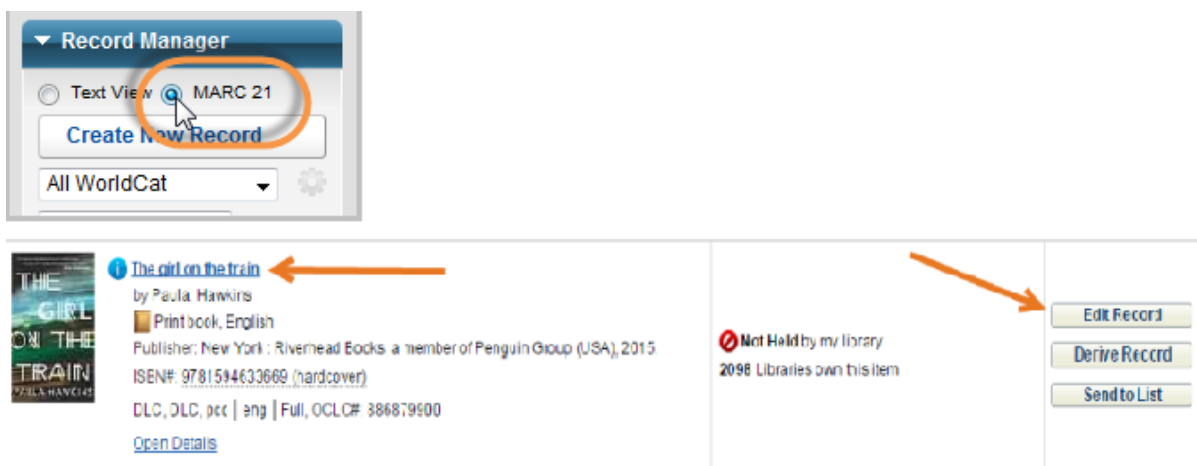 Record Manager
Text View MARC 21
Create New Record
All WorldCat
THE
GIRL
ON THE
TRAIN
PAULA HAWKINS
i The girl on the train
by Paula Hawkins
Print book, English
Publisher: New York : Riverhead Books, a member of Penguin Group (USA), 2015
ISBN#: 9781594633669 (hardcover)
DLC, DLC, pcc | eng | Full, OCLC#: 886879900
Open Details
Not Held by my library
2098 Libraries own this item
Edit Record
Derive Record
Send to List